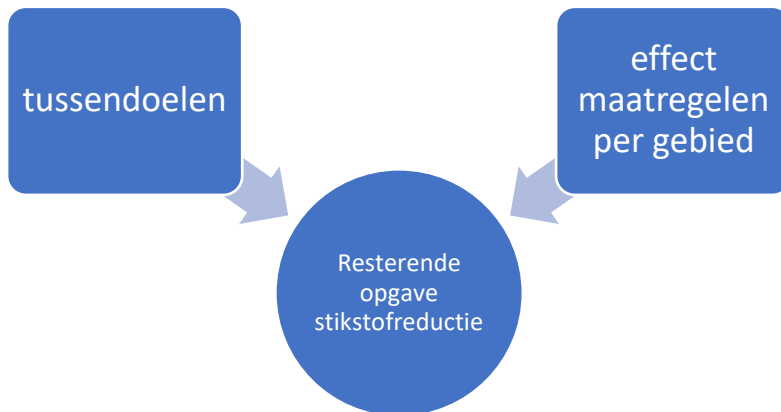 tussendoelen
effect
maatregelen
per gebied
Resterende
opgave
stikstofreductie